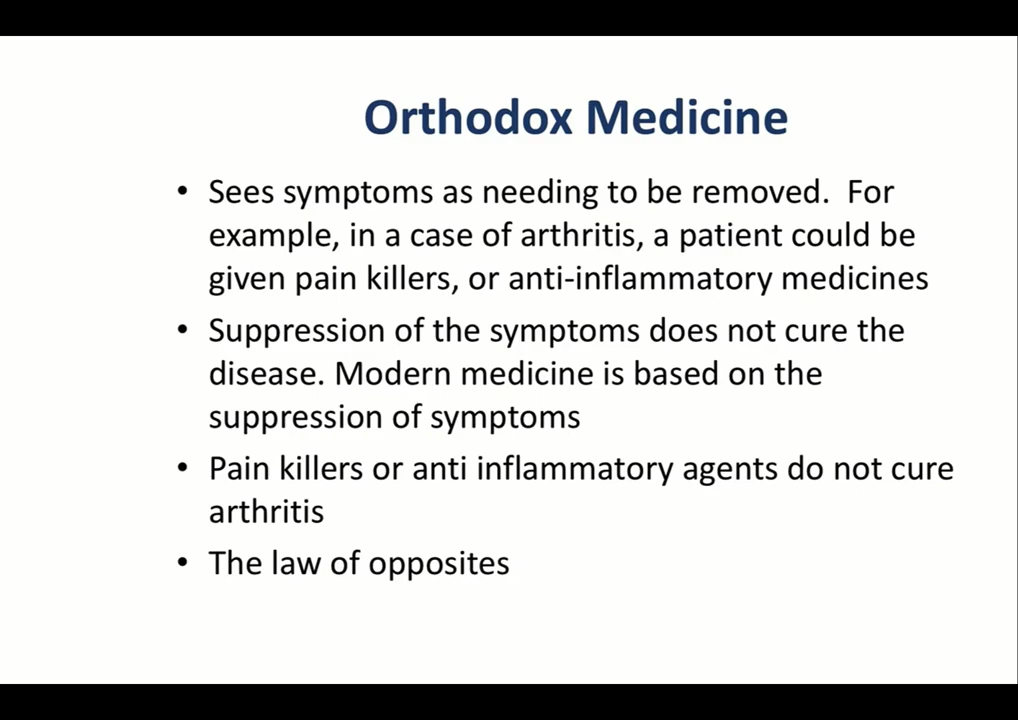 Orthodox Medicine
• Sees symptoms as needing to be removed.  For
example, in a case of arthritis, a patient could be
given pain killers, or anti-inflammatory medicines
• Suppression of the symptoms does not cure the
disease. Modern medicine is based on the
suppression of symptoms
• Pain killers or anti inflammatory agents do not cure
arthritis
• The law of opposites